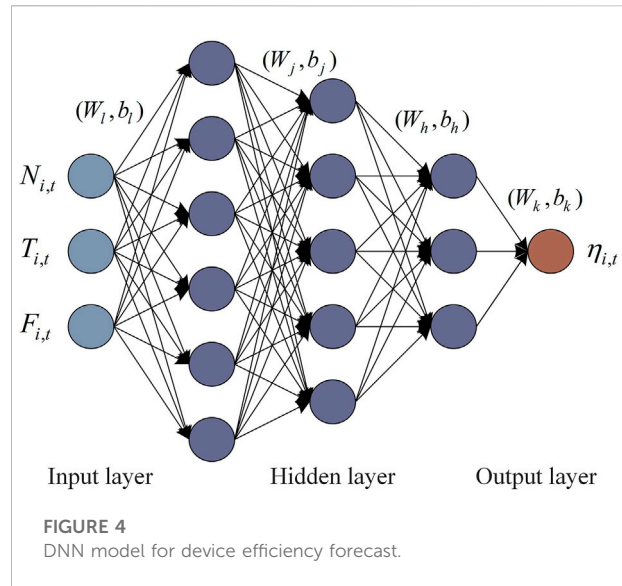 (W_j, b_j)
(W_l, b_l)
(W_h, b_h)
N_{i,t}
(W_k, b_k)
T_{i,t}
η_{i,t}
F_{i,t}
Input layer
Hidden layer
Output layer
FIGURE 4
DNN model for device efficiency forecast.